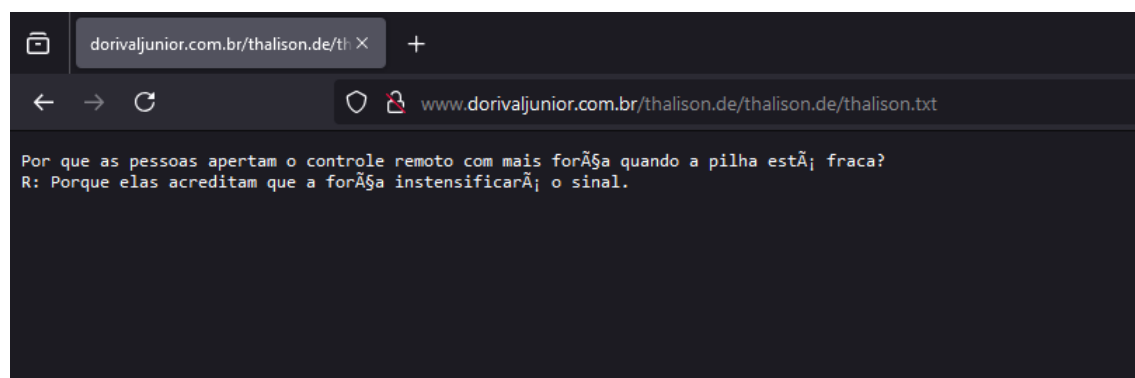 dorivaljunior.com.br/thalison.de/th
www.dorivaljunior.com.br/thalison.de/thalison.de/thalison.txt
Por que as pessoas apertam o controle remoto com mais forÃ§a quando a pilha estÃ¡ fraca?
R: Porque elas acreditam que a forÃ§a instensificarÃ¡ o sinal.